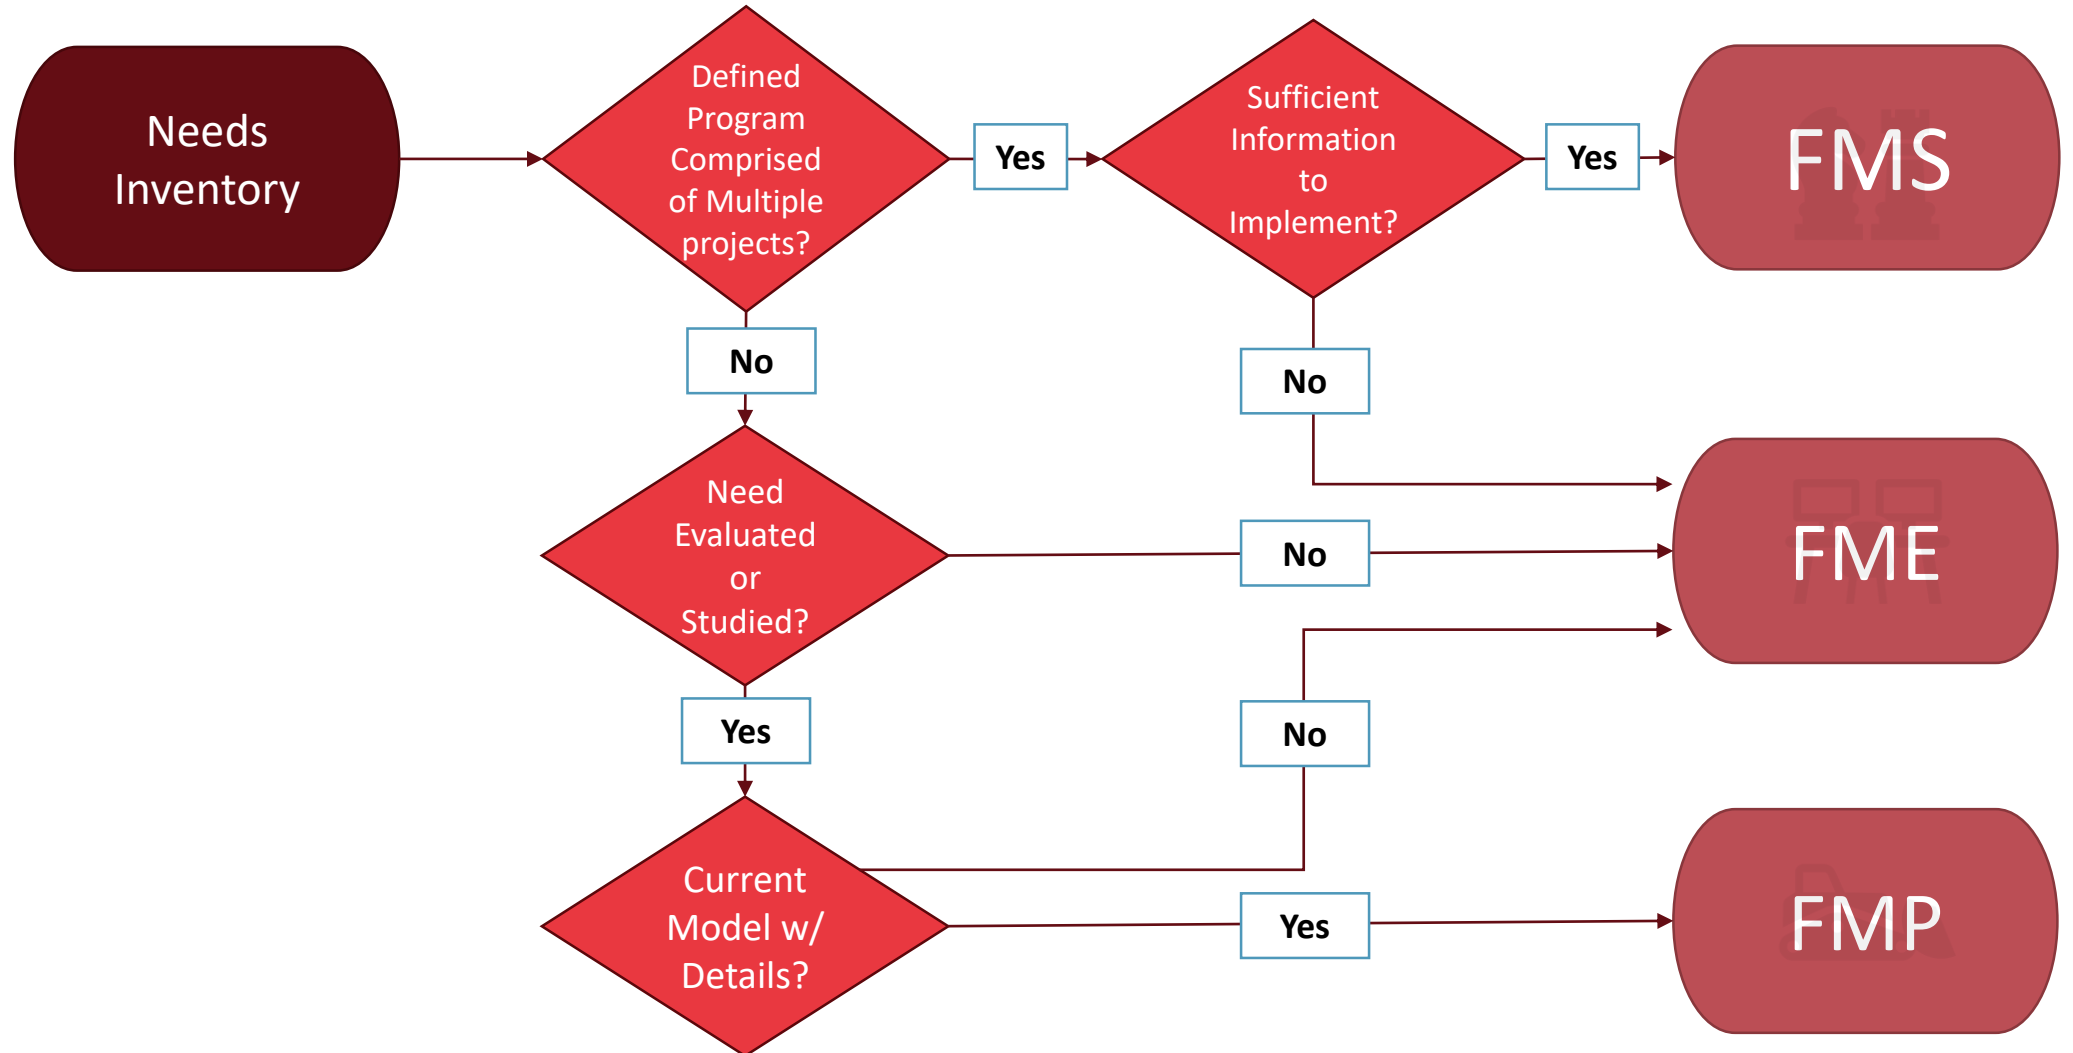 Needs
Inventory
Defined
Program
Comprised
of Multiple
projects?
Yes
Sufficient
Information
to
Implement?
Yes
FMS
No
No
Need
Evaluated
or
Studied?
No
FME
Yes
No
Current
Model w/
Details?
Yes
FMP